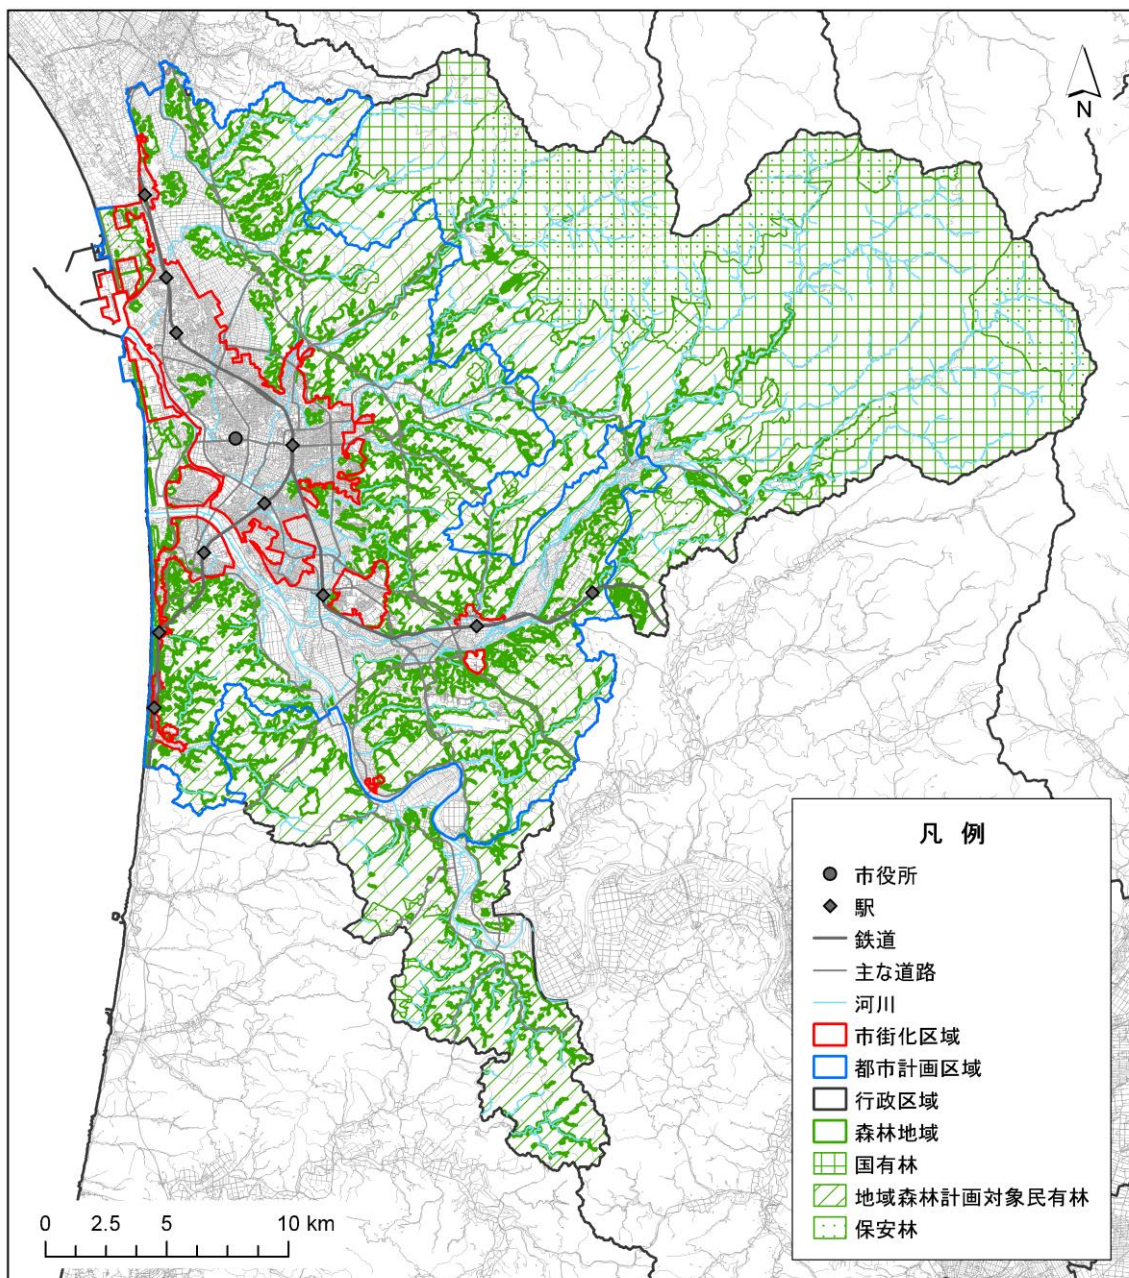 N
凡 例
市役所
駅
鉄道
主な道路
河川
市街化区域
都市計画区域
行政区域
森林地域
国有林
地域森林計画対象民有林
保安林
0 2.5 5 10 km